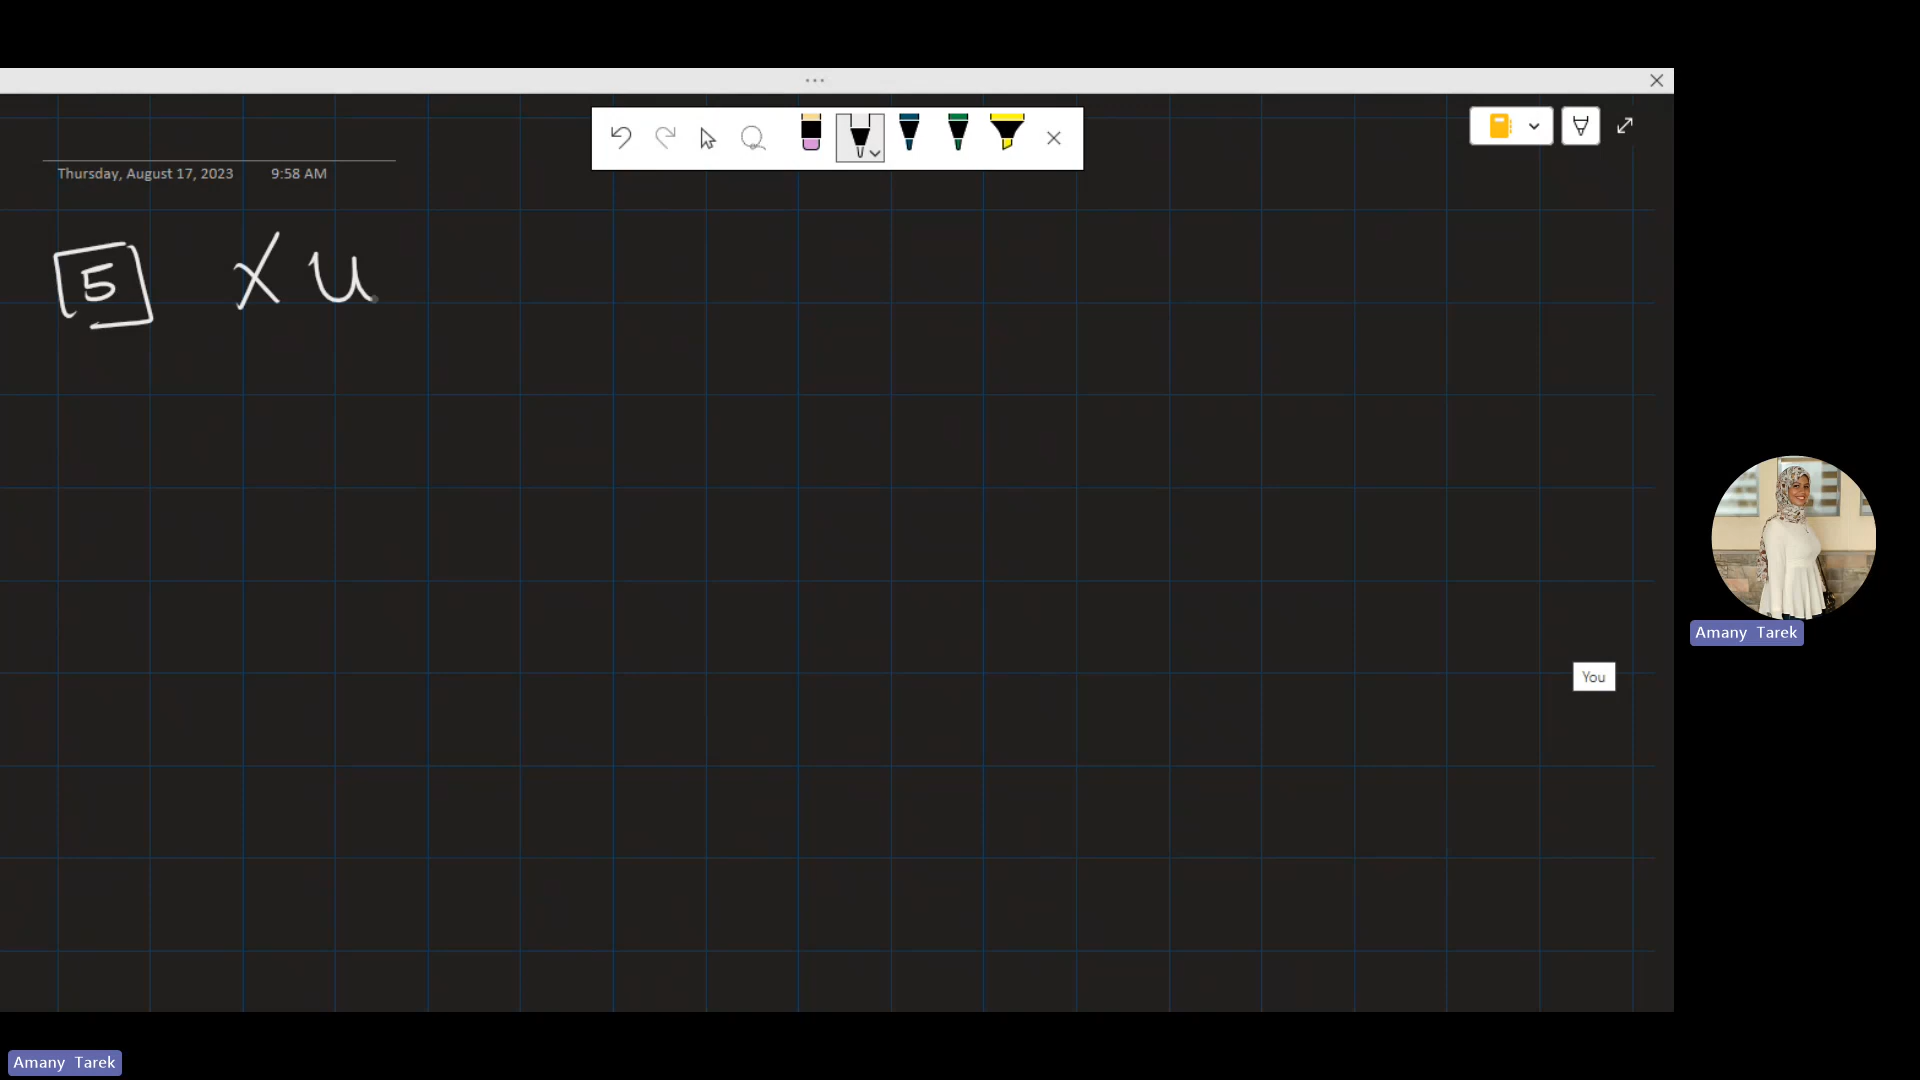 Thursday, August 17, 2023 9:58 AM
5 x u
You
Amany Tarek
Amany Tarek